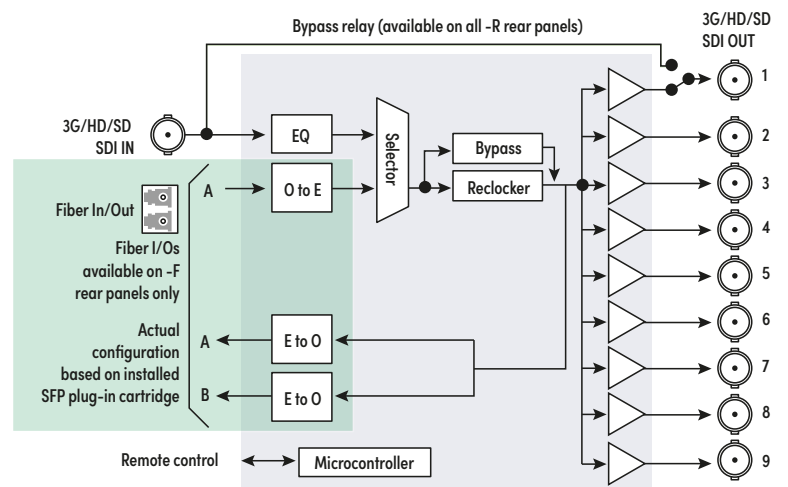 Bypass relay (available on all -R rear panels)
3G/HD/SD
SDI OUT
1
3G/HD/SD
SDI IN
EQ
Selector
Bypass
Reclocker
2
3
4
5
6
7
8
9
Fiber In/Out
A
O to E
Fiber I/Os
available on -F
rear panels only
Actual
configuration
based on installed
SFP plug-in cartridge
A
E to O
B
E to O
Remote control
Microcontroller